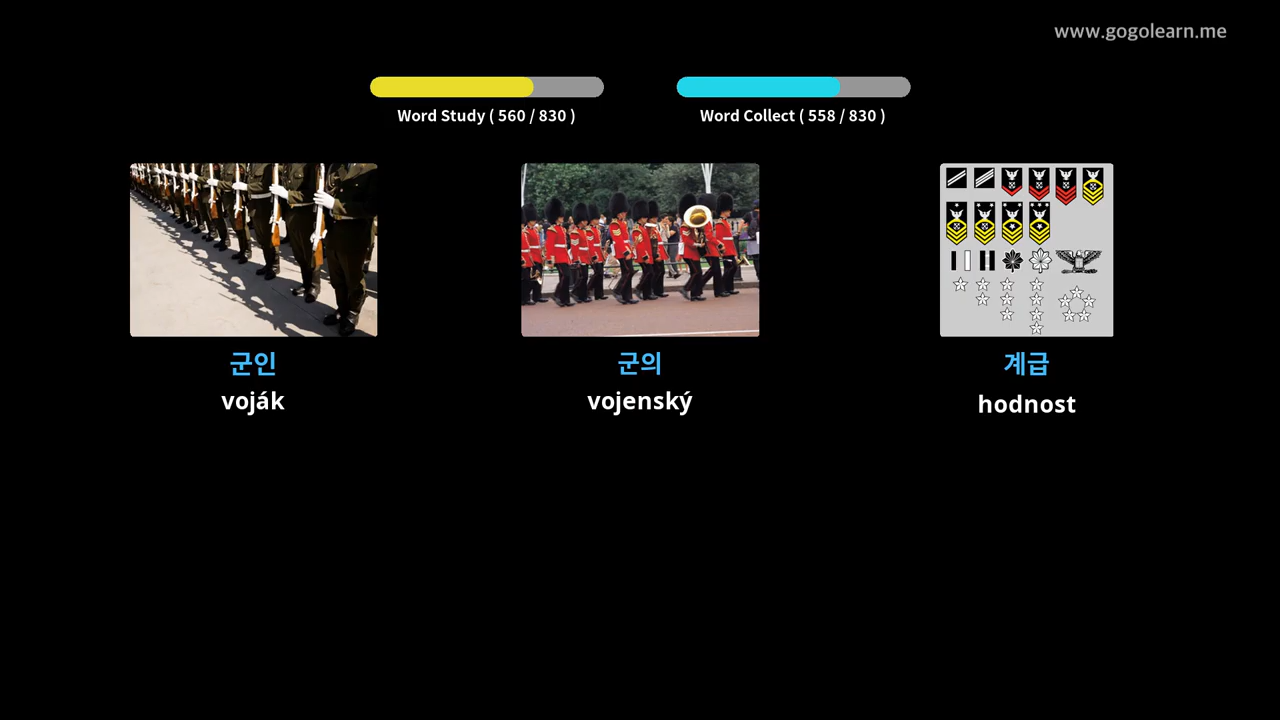 www.gogolearn.me
Word Study ( 560 / 830 )
Word Collect ( 558 / 830 )
군인
voják
군의
vojenský
계급
hodnost